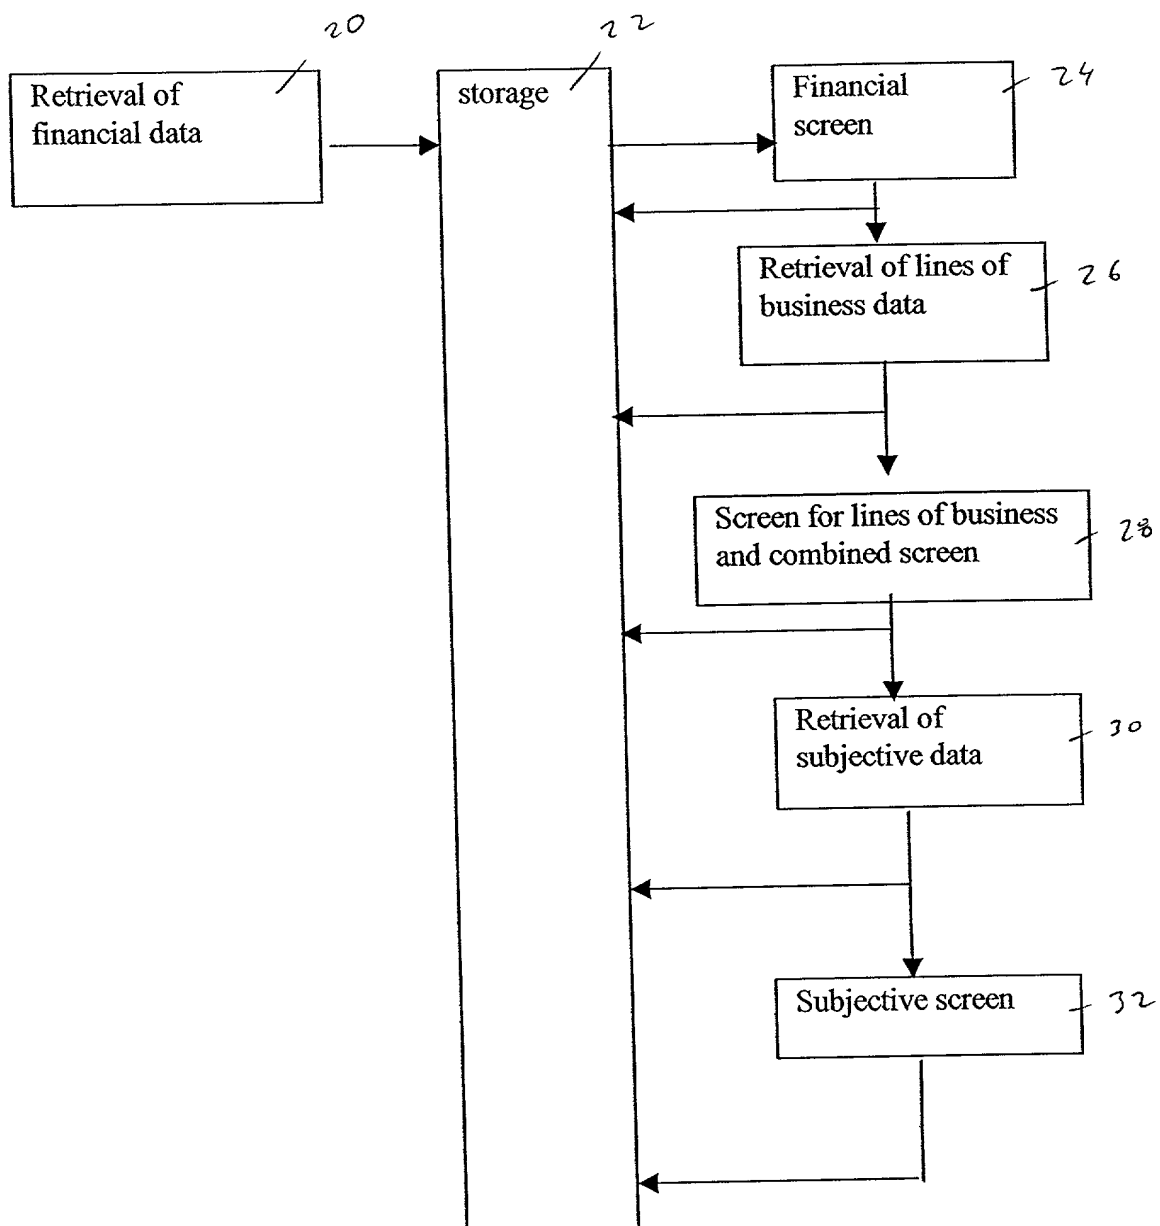 20
22
Retrieval of
financial data
storage
Financial
screen
24
Retrieval of lines of
business data
26
Screen for lines of business
and combined screen
28
Retrieval of
subjective data
30
Subjective screen
32